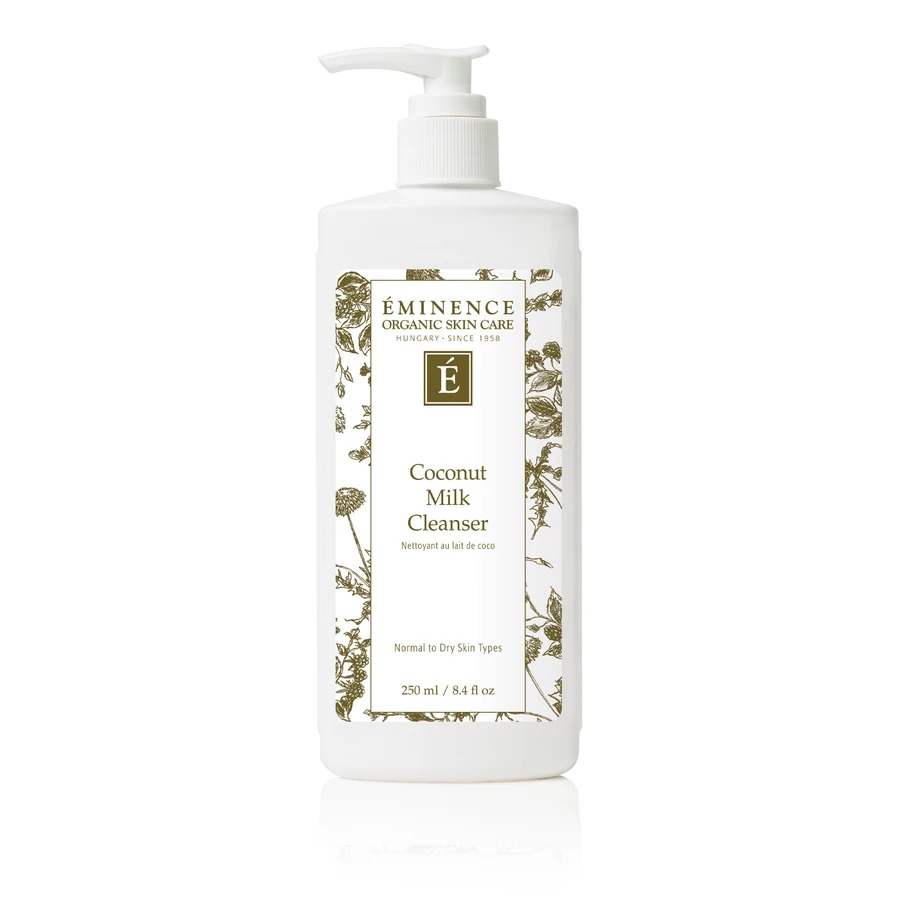 ÉMINENCE
ORGANIC SKIN CARE
HUNGARY · SINCE 1958
É
Coconut
Milk
Cleanser
Nettoyant au lait de coco
Normal to Dry Skin Types
250 ml / 8.4 fl oz